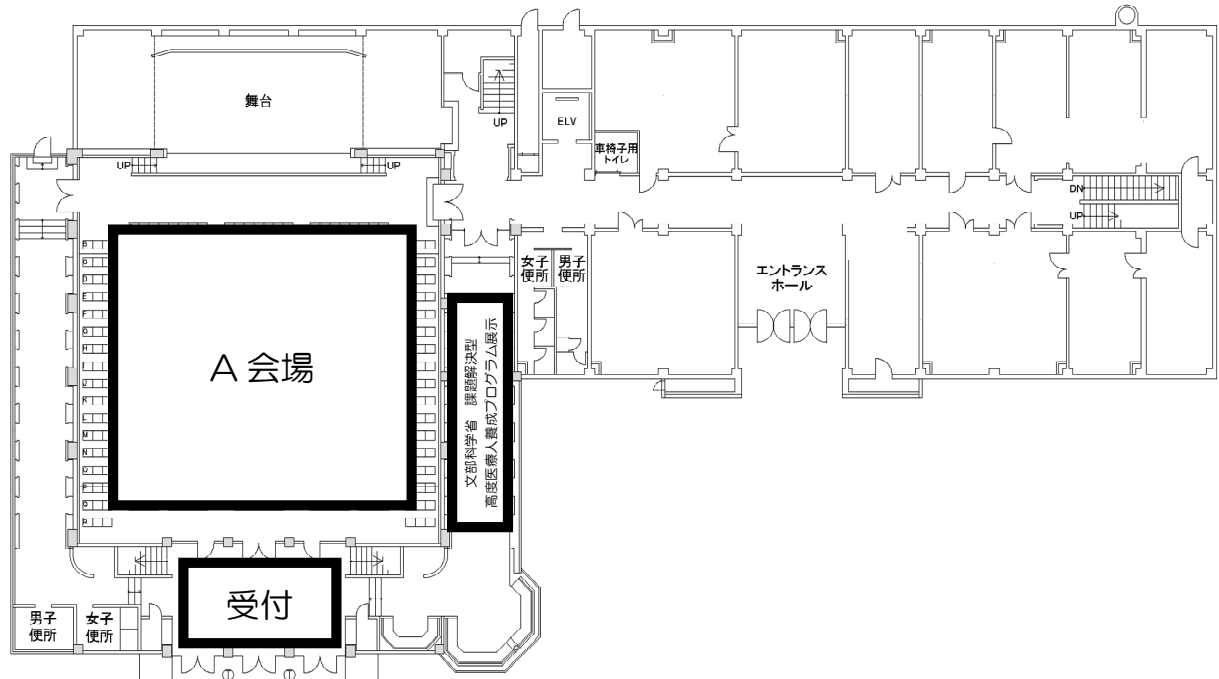 舞台
UP
UP
UP
ELV
車椅子用
トイレ
DN
UP
女子
便所
男子
便所
エントランス
ホール
B
C
D
E
F
G
H
J
K
L
M
N
O
P
Q
R
A 会場
文部科学省 課題解決型
高度医療人養成プログラム展示
受付
男子
便所
女子
便所